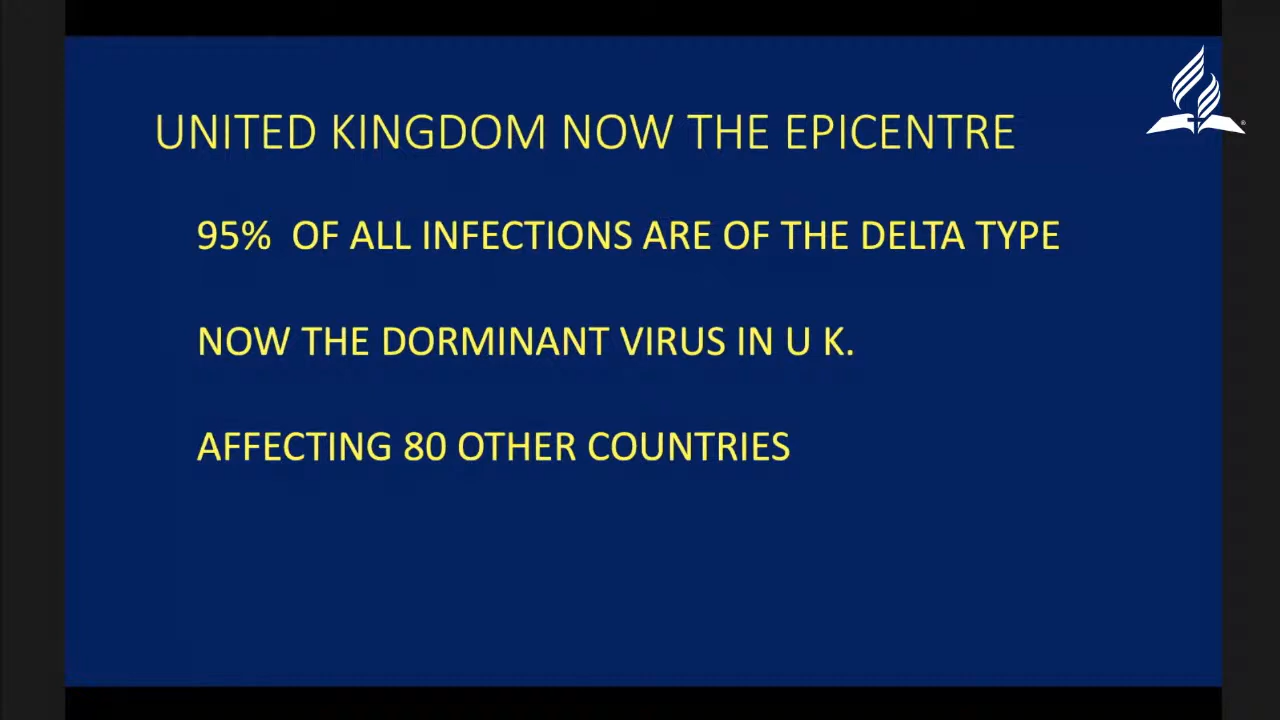 UNITED KINGDOM NOW THE EPICENTRE
95% OF ALL INFECTIONS ARE OF THE DELTA TYPE
NOW THE DORMINANT VIRUS IN U K.
AFFECTING 80 OTHER COUNTRIES